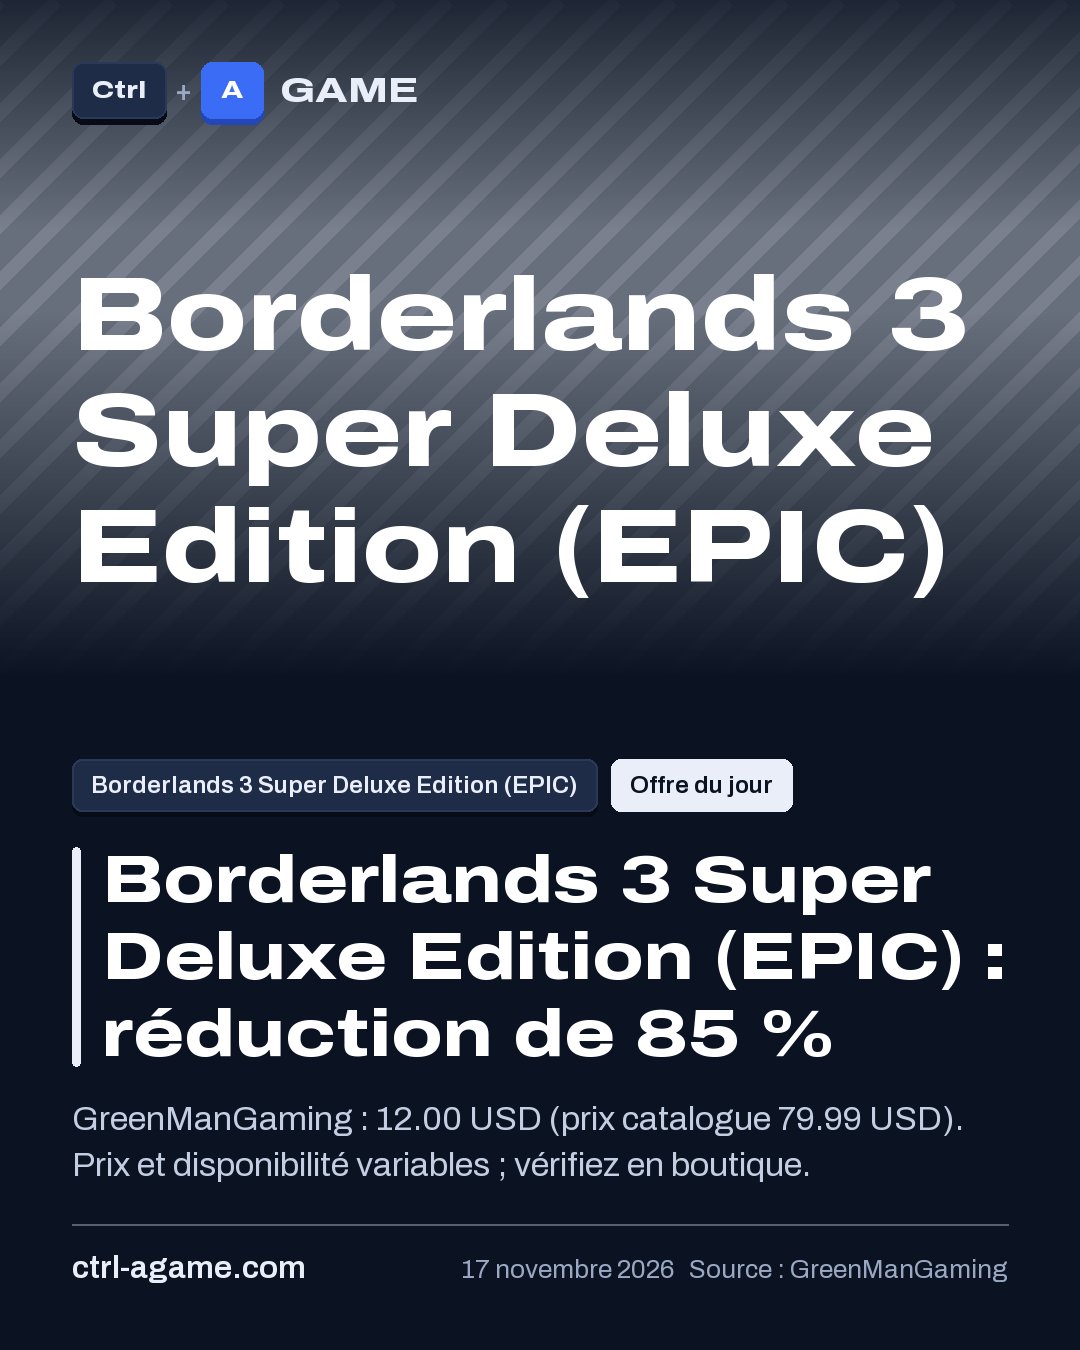 Ctrl + A GAME
Borderlands 3
Super Deluxe
Edition (EPIC)
Borderlands 3 Super Deluxe Edition (EPIC) Offre du jour
Borderlands 3 Super
Deluxe Edition (EPIC) :
réduction de 85 %
GreenManGaming : 12.00 USD (prix catalogue 79.99 USD).
Prix et disponibilité variables ; vérifiez en boutique.
ctrl-agame.com 17 novembre 2026 Source : GreenManGaming